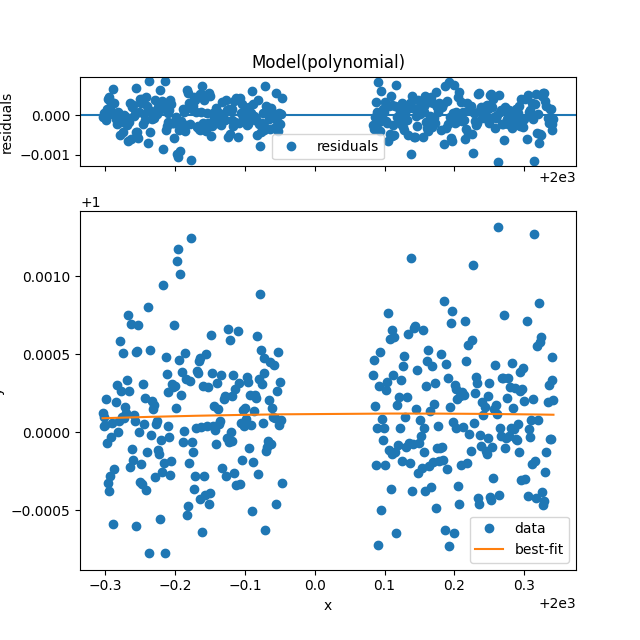 Model(polynomial)
residuals
0.000
−0.001
residuals
+2e3
+1
0.0010
0.0005
0.0000
−0.0005
y
data
best-fit
−0.3 −0.2 −0.1 0.0 0.1 0.2 0.3
x
+2e3